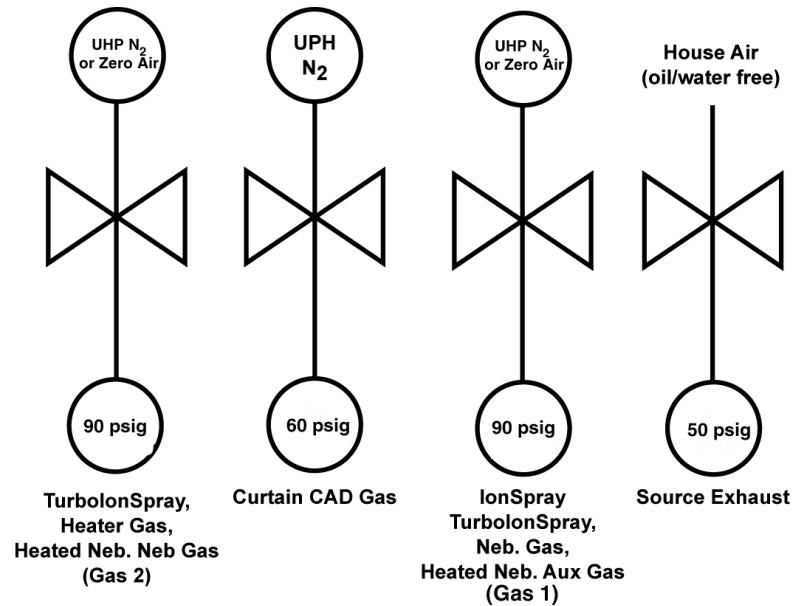 UHP N2
or Zero Air
UPH
N2
UHP N2
or Zero Air
House Air
(oil/water free)
90 psig
60 psig
90 psig
50 psig
TurboIonSpray,
Heater Gas,
Heated Neb. Neb Gas
(Gas 2)
Curtain CAD Gas
IonSpray
TurboIonSpray,
Neb. Gas,
Heated Neb. Aux Gas
(Gas 1)
Source Exhaust